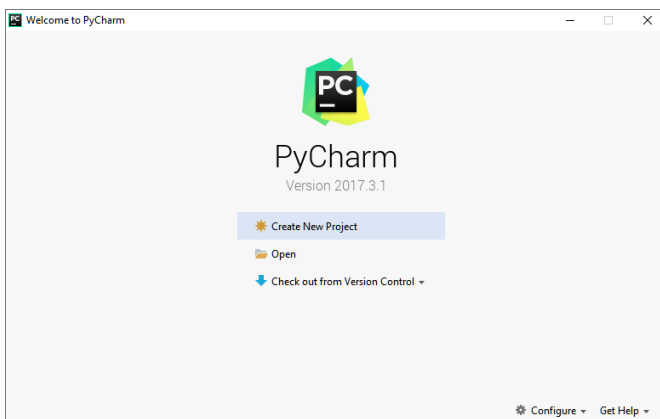 PC Welcome to PyCharm
PC
PyCharm
Version 2017.3.1
Create New Project
Open
Check out from Version Control
Configure Get Help